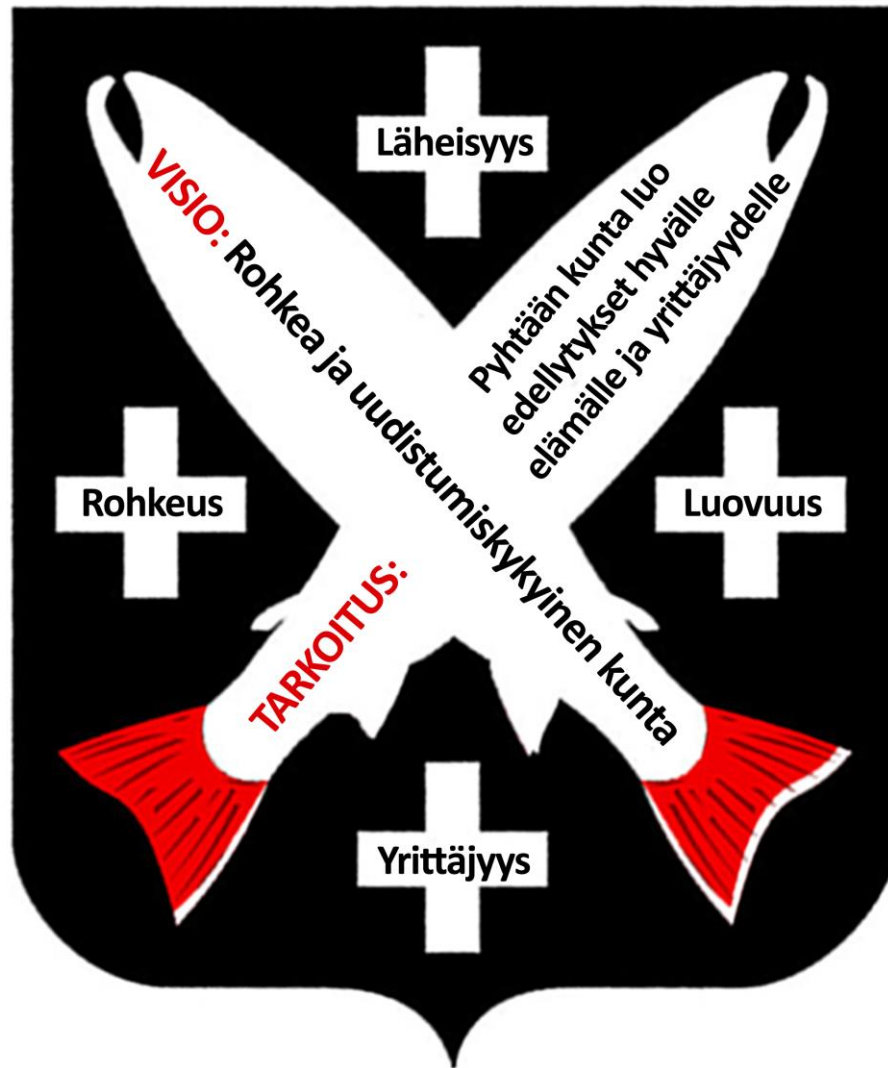 Läheisyys
VISIO: Rohkea ja uudistumiskykyinen kunta
Pyhtään kunta luo
edellytykset hyvälle
elämälle ja yrittäjyydelle
Rohkeus
Luovuus
TARKOITUS:
Yrittäjyys